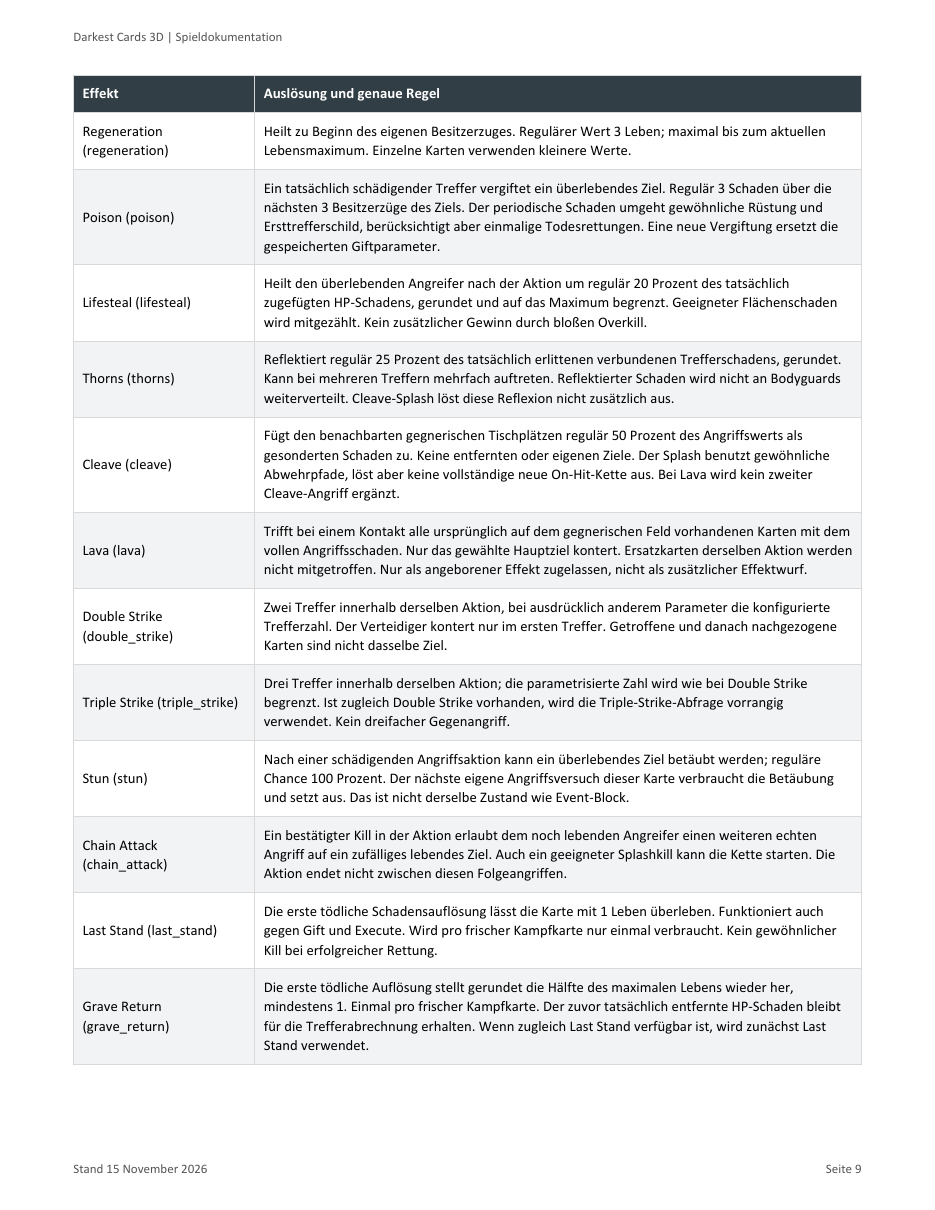 Darkest Cards 3D | Spieldokumentation
Effekt
Auslösung und genaue Regel
Regeneration
(regeneration)
Heilt zu Beginn des eigenen Besitzerzuges. Regulärer Wert 3 Leben; maximal bis zum aktuellen
Lebensmaximum. Einzelne Karten verwenden kleinere Werte.
Poison (poison)
Ein tatsächlich schädigender Treffer vergiftet ein überlebendes Ziel. Regulär 3 Schaden über die
nächsten 3 Besitzerzüge des Ziels. Der periodische Schaden umgeht gewöhnliche Rüstung und
Ersttrefferschild, berücksichtigt aber einmalige Todesrettungen. Eine neue Vergiftung ersetzt die
gespeicherten Giftparameter.
Lifesteal (lifesteal)
Heilt den überlebenden Angreifer nach der Aktion um regulär 20 Prozent des tatsächlich
zugefügten HP-Schadens, gerundet und auf das Maximum begrenzt. Geeigneter Flächenschaden
wird mitgezählt. Kein zusätzlicher Gewinn durch bloßen Overkill.
Thorns (thorns)
Reflektiert regulär 25 Prozent des tatsächlich erlittenen verbundenen Trefferschadens, gerundet.
Kann bei mehreren Treffern mehrfach auftreten. Reflektierter Schaden wird nicht an Bodyguards
weiterverteilt. Cleave-Splash löst diese Reflexion nicht zusätzlich aus.
Cleave (cleave)
Fügt den benachbarten gegnerischen Tischplätzen regulär 50 Prozent des Angriffswerts als
gesonderten Schaden zu. Keine entfernten oder eigenen Ziele. Der Splash benutzt gewöhnliche
Abwehrpfade, löst aber keine vollständige neue On-Hit-Kette aus. Bei Lava wird kein zweiter
Cleave-Angriff ergänzt.
Lava (lava)
Trifft bei einem Kontakt alle ursprünglich auf dem gegnerischen Feld vorhandenen Karten mit dem
vollen Angriffsschaden. Nur das gewählte Hauptziel kontert. Ersatzkarten derselben Aktion werden
nicht mitgetroffen. Nur als angeborener Effekt zugelassen, nicht als zusätzlicher Effektwurf.
Double Strike
(double_strike)
Zwei Treffer innerhalb derselben Aktion, bei ausdrücklich anderem Parameter die konfigurierte
Trefferzahl. Der Verteidiger kontert nur im ersten Treffer. Getroffene und danach nachgezogene
Karten sind nicht dasselbe Ziel.
Triple Strike (triple_strike)
Drei Treffer innerhalb derselben Aktion; die parametrisierte Zahl wird wie bei Double Strike
begrenzt. Ist zugleich Double Strike vorhanden, wird die Triple-Strike-Abfrage vorrangig
verwendet. Kein dreifacher Gegenangriff.
Stun (stun)
Nach einer schädigenden Angriffsaktion kann ein überlebendes Ziel betäubt werden; reguläre
Chance 100 Prozent. Der nächste eigene Angriffsversuch dieser Karte verbraucht die Betäubung
und setzt aus. Das ist nicht derselbe Zustand wie Event-Block.
Chain Attack
(chain_attack)
Ein bestätigter Kill in der Aktion erlaubt dem noch lebenden Angreifer einen weiteren echten
Angriff auf ein zufälliges lebendes Ziel. Auch ein geeigneter Splashkill kann die Kette starten. Die
Aktion endet nicht zwischen diesen Folgeangriffen.
Last Stand (last_stand)
Die erste tödliche Schadensauflösung lässt die Karte mit 1 Leben überleben. Funktioniert auch
gegen Gift und Execute. Wird pro frischer Kampfkarte nur einmal verbraucht. Kein gewöhnlicher
Kill bei erfolgreicher Rettung.
Grave Return
(grave_return)
Die erste tödliche Auflösung stellt gerundet die Hälfte des maximalen Lebens wieder her,
mindestens 1. Einmal pro frischer Kampfkarte. Der zuvor tatsächlich entfernte HP-Schaden bleibt
für die Trefferabrechnung erhalten. Wenn zugleich Last Stand verfügbar ist, wird zunächst Last
Stand verwendet.
Stand 15 November 2026
Seite 9